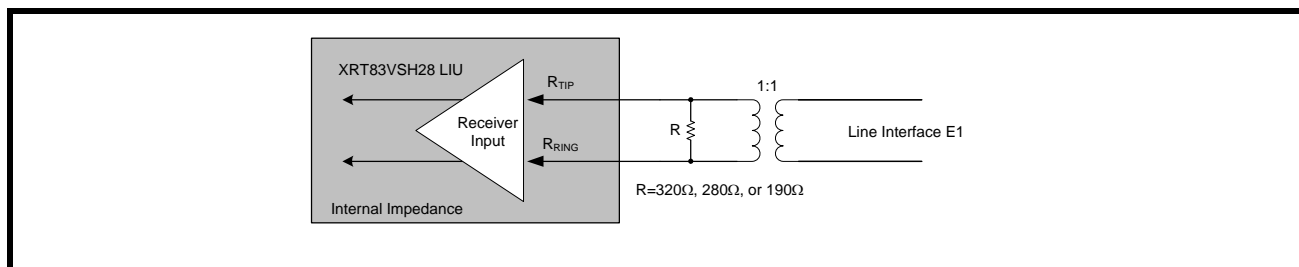 XRT83VSH28 LIU
RTIP
1:1
Receiver
Input
R
Line Interface E1
RRING
R=320Ω, 280Ω, or 190Ω
Internal Impedance